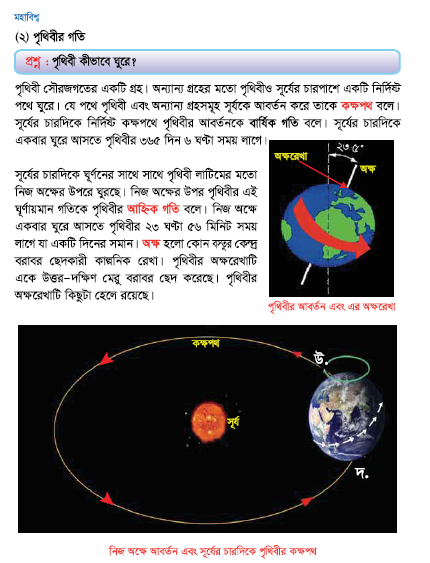 মহাবিশ্ব
(২) পৃথিবীর গতি
প্রশ্ন : পৃথিবী কীভাবে ঘুরে?
পৃথিবী সৌরজগতের একটি গ্রহ। অন্যান্য গ্রহের মতো পৃথিবীও সূর্যের চারপাশে একটি নির্দিষ্ট
পথে ঘুরে। যে পথে পৃথিবী এবং অন্যান্য গ্রহসমূহ সূর্যকে আবর্তন করে তাকে কক্ষপথ বলে।
সূর্যের চারদিকে নির্দিষ্ট কক্ষপথে পৃথিবীর আবর্তনকে বার্ষিক গতি বলে। সূর্যের চারদিকে
একবার ঘুরে আসতে পৃথিবীর ৩৬৫ দিন ৬ ঘণ্টা সময় লাগে।
সূর্যের চারদিকে ঘূর্ণনের সাথে সাথে পৃথিবী লাটিমের মতো
নিজ অক্ষের উপরে ঘুরছে। নিজ অক্ষের উপর পৃথিবীর এই
ঘূর্ণায়মান গতিকে পৃথিবীর আহ্নিক গতি বলে। নিজ অক্ষে
একবার ঘুরে আসতে পৃথিবীর ২৩ ঘণ্টা ৫৬ মিনিট সময়
লাগে যা একটি দিনের সমান। অক্ষ হলো কোন বস্তুর কেন্দ্র
বরাবর ছেদকারী কাল্পনিক রেখা। পৃথিবীর অক্ষরেখাটি
একে উত্তর-দক্ষিণ মেরু বরাবর ছেদ করেছে। পৃথিবীর
অক্ষরেখাটি কিছুটা হেলে রয়েছে।
২৩.৫°
অক্ষরেখা
অক্ষ
পৃথিবীর আবর্তন এবং এর অক্ষরেখা
কক্ষপথ
উ.
সূর্য
দ.
নিজ অক্ষে আবর্তন এবং সূর্যের চারদিকে পৃথিবীর কক্ষপথ